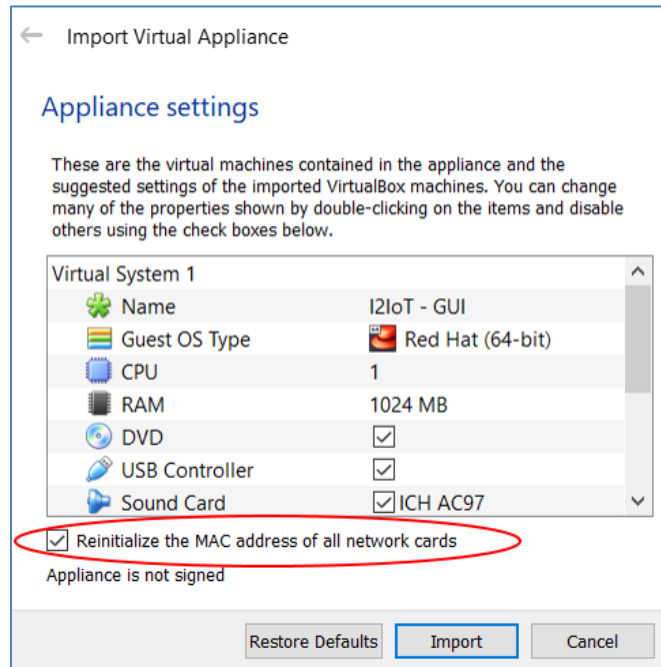 Import Virtual Appliance
Appliance settings
These are the virtual machines contained in the appliance and the
suggested settings of the imported VirtualBox machines. You can change
many of the properties shown by double-clicking on the items and disable
others using the check boxes below.
Virtual System 1
Name I2IoT - GUI
Guest OS Type Red Hat (64-bit)
CPU 1
RAM 1024 MB
DVD
USB Controller
Sound Card ICH AC97
Reinitialize the MAC address of all network cards
Appliance is not signed
Restore Defaults Import Cancel